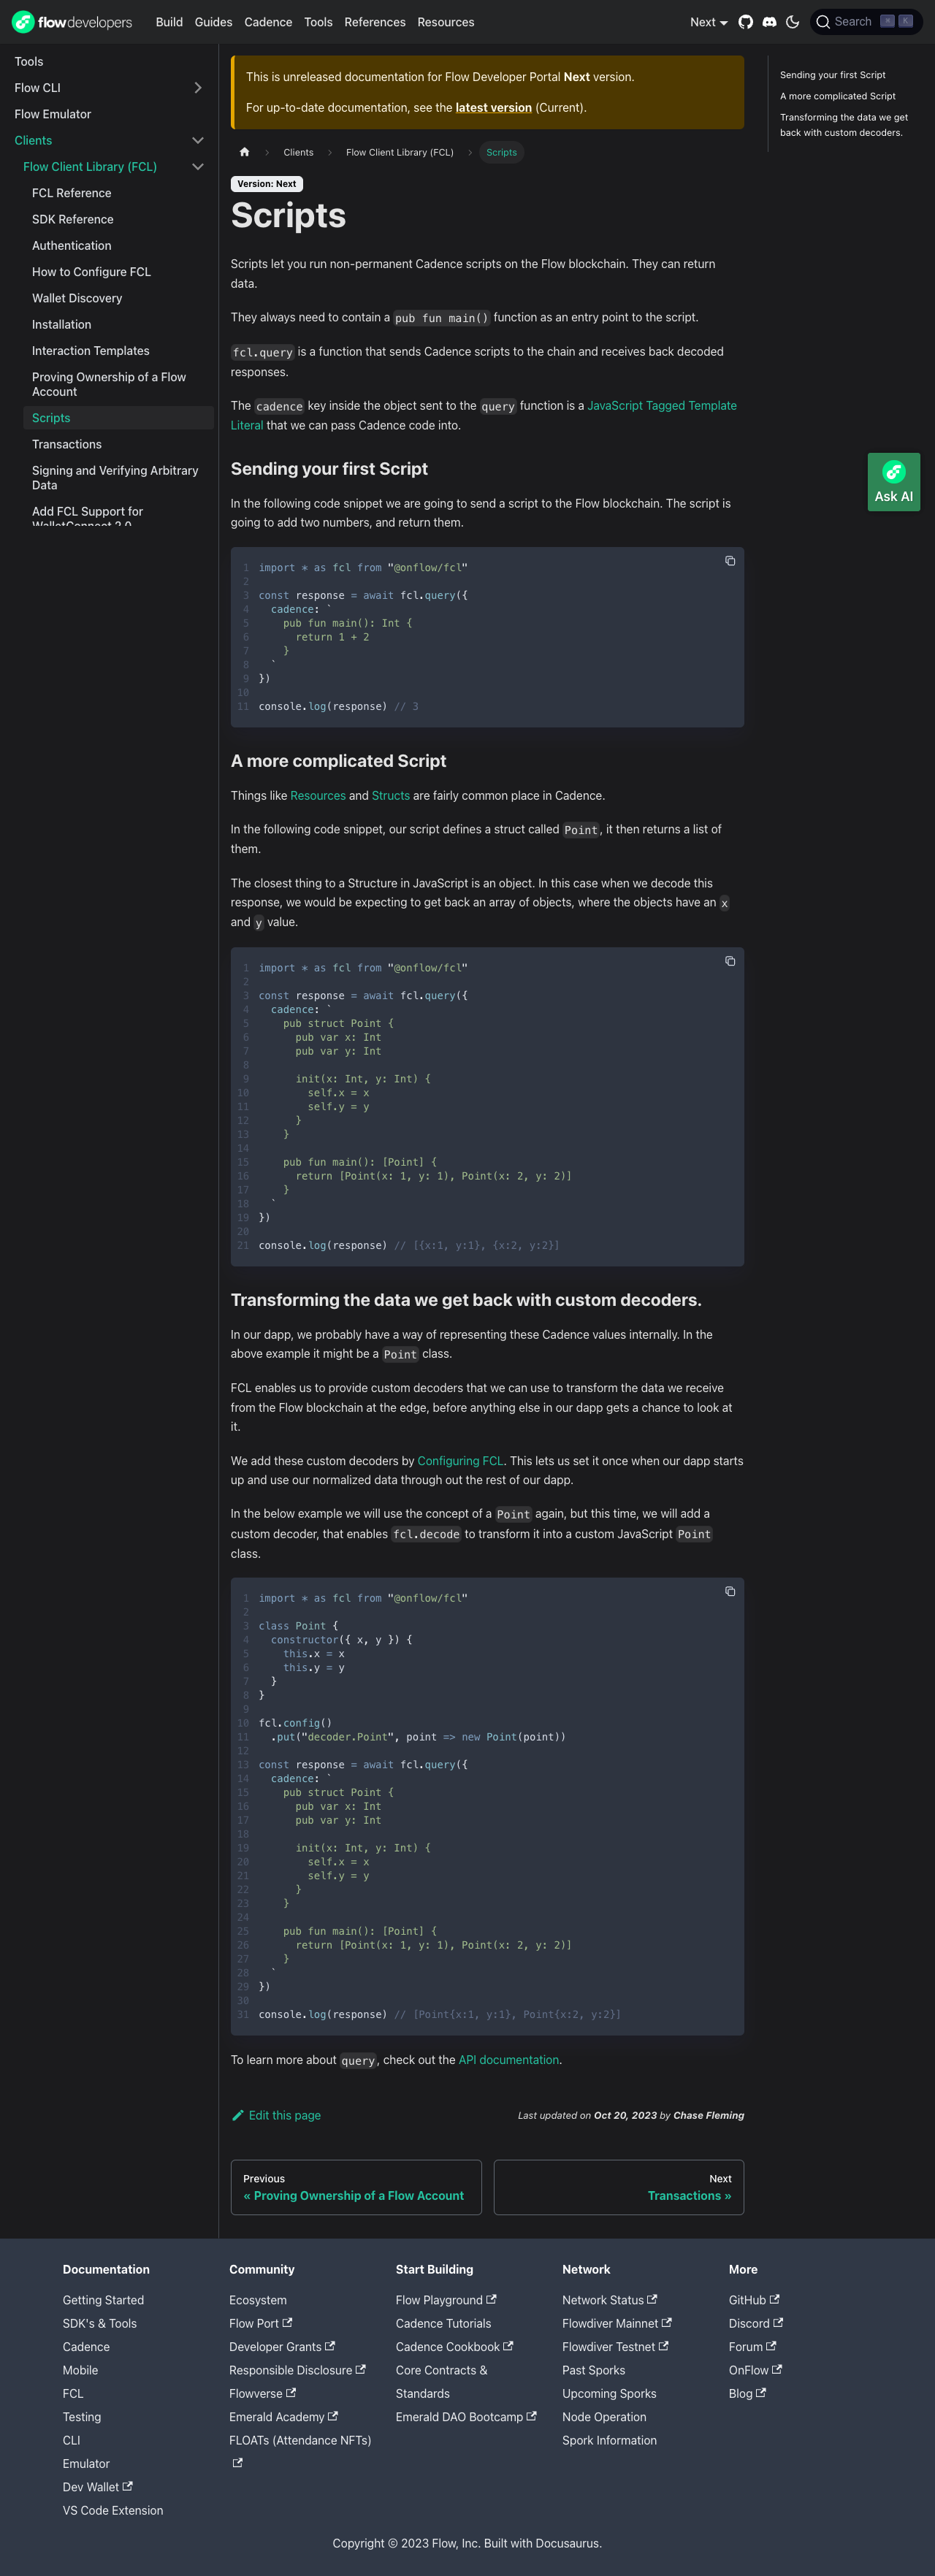 flowdevelopers
Build Guides Cadence Tools References Resources
Next
Search K
Tools
Flow CLI
Flow Emulator
Clients
Flow Client Library (FCL)
FCL Reference
SDK Reference
Authentication
How to Configure FCL
Wallet Discovery
Installation
Interaction Templates
Proving Ownership of a Flow
Account
Scripts
Transactions
Signing and Verifying Arbitrary
Data
Add FCL Support for
WalletConnect 2.0
This is unreleased documentation for Flow Developer Portal Next version.
For up-to-date documentation, see the latest version (Current).
Clients
Flow Client Library (FCL)
Scripts
Version: Next
Scripts
Scripts let you run non-permanent Cadence scripts on the Flow blockchain. They can return
data.
They always need to contain a pub fun main() function as an entry point to the script.
fcl.query is a function that sends Cadence scripts to the chain and receives back decoded
responses.
The cadence key inside the object sent to the query function is a JavaScript Tagged Template
Literal that we can pass Cadence code into.
Sending your first Script
In the following code snippet we are going to send a script to the Flow blockchain. The script is
going to add two numbers, and return them.
1 import * as fcl from "@onflow/fcl"
2
3 const response = await fcl.query({
4 cadence: `
5 pub fun main(): Int {
6 return 1 + 2
7 }
8 `
9 })
10
11 console.log(response) // 3
A more complicated Script
Things like Resources and Structs are fairly common place in Cadence.
In the following code snippet, our script defines a struct called Point, it then returns a list of
them.
The closest thing to a Structure in JavaScript is an object. In this case when we decode this
response, we would be expecting to get back an array of objects, where the objects have an x
and y value.
1 import * as fcl from "@onflow/fcl"
2
3 const response = await fcl.query({
4 cadence: `
5 pub struct Point {
6 pub var x: Int
7 pub var y: Int
8
9 init(x: Int, y: Int) {
10 self.x = x
11 self.y = y
12 }
13 }
14
15 pub fun main(): [Point] {
16 return [Point(x: 1, y: 1), Point(x: 2, y: 2)]
17 }
18 `
19 })
20
21 console.log(response) // [{x:1, y:1}, {x:2, y:2}]
Transforming the data we get back with custom decoders.
In our dapp, we probably have a way of representing these Cadence values internally. In the
above example it might be a Point class.
FCL enables us to provide custom decoders that we can use to transform the data we receive
from the Flow blockchain at the edge, before anything else in our dapp gets a chance to look at
it.
We add these custom decoders by Configuring FCL. This lets us set it once when our dapp starts
up and use our normalized data through out the rest of our dapp.
In the below example we will use the concept of a Point again, but this time, we will add a
custom decoder, that enables fcl.decode to transform it into a custom JavaScript Point
class.
1 import * as fcl from "@onflow/fcl"
2
3 class Point {
4 constructor({ x, y }) {
5 this.x = x
6 this.y = y
7 }
8 }
9
10 fcl.config()
11 .put("decoder.Point", point => new Point(point))
12
13 const response = await fcl.query({
14 cadence: `
15 pub struct Point {
16 pub var x: Int
17 pub var y: Int
18
19 init(x: Int, y: Int) {
20 self.x = x
21 self.y = y
22 }
23 }
24
25 pub fun main(): [Point] {
26 return [Point(x: 1, y: 1), Point(x: 2, y: 2)]
27 }
28 `
29 })
30
31 console.log(response) // [Point{x:1, y:1}, Point{x:2, y:2}]
To learn more about query, check out the API documentation.
Edit this page
Last updated on Oct 20, 2023 by Chase Fleming
Previous
« Proving Ownership of a Flow Account
Next
Transactions »
Sending your first Script
A more complicated Script
Transforming the data we get
back with custom decoders.
Ask AI
Documentation
Getting Started
SDK's & Tools
Cadence
Mobile
FCL
Testing
CLI
Emulator
Dev Wallet
VS Code Extension
Community
Ecosystem
Flow Port
Developer Grants
Responsible Disclosure
Flowverse
Emerald Academy
FLOATs (Attendance NFTs)
Start Building
Flow Playground
Cadence Tutorials
Cadence Cookbook
Core Contracts &
Standards
Emerald DAO Bootcamp
Network
Network Status
Flowdiver Mainnet
Flowdiver Testnet
Past Sporks
Upcoming Sporks
Node Operation
Spork Information
More
GitHub
Discord
Forum
OnFlow
Blog
Copyright © 2023 Flow, Inc. Built with Docusaurus.